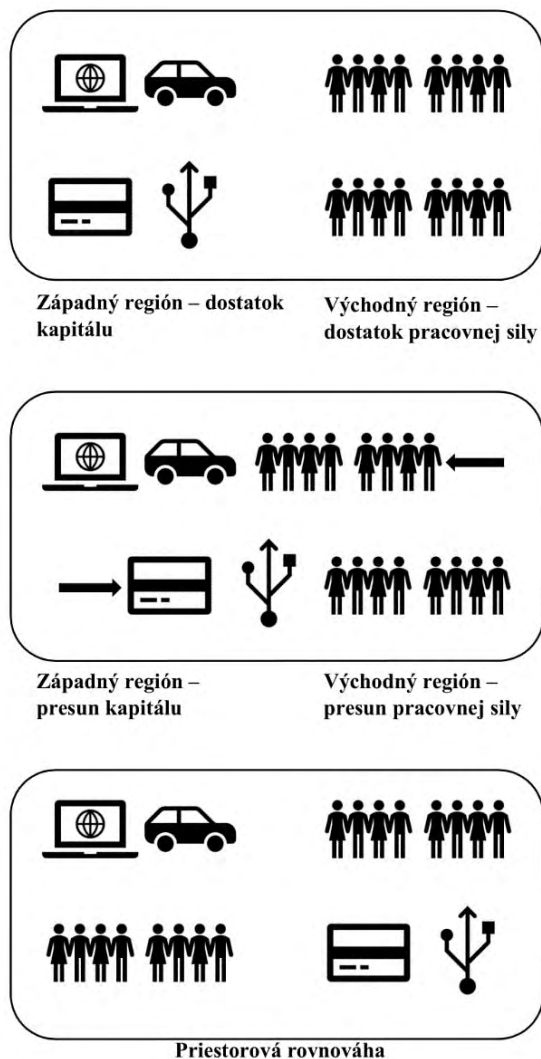 Západný región – dostatok
kapitálu
Východný región –
dostatok pracovnej sily
Západný región –
presun kapitálu
Východný región –
presun pracovnej sily
Priestorová rovnováha